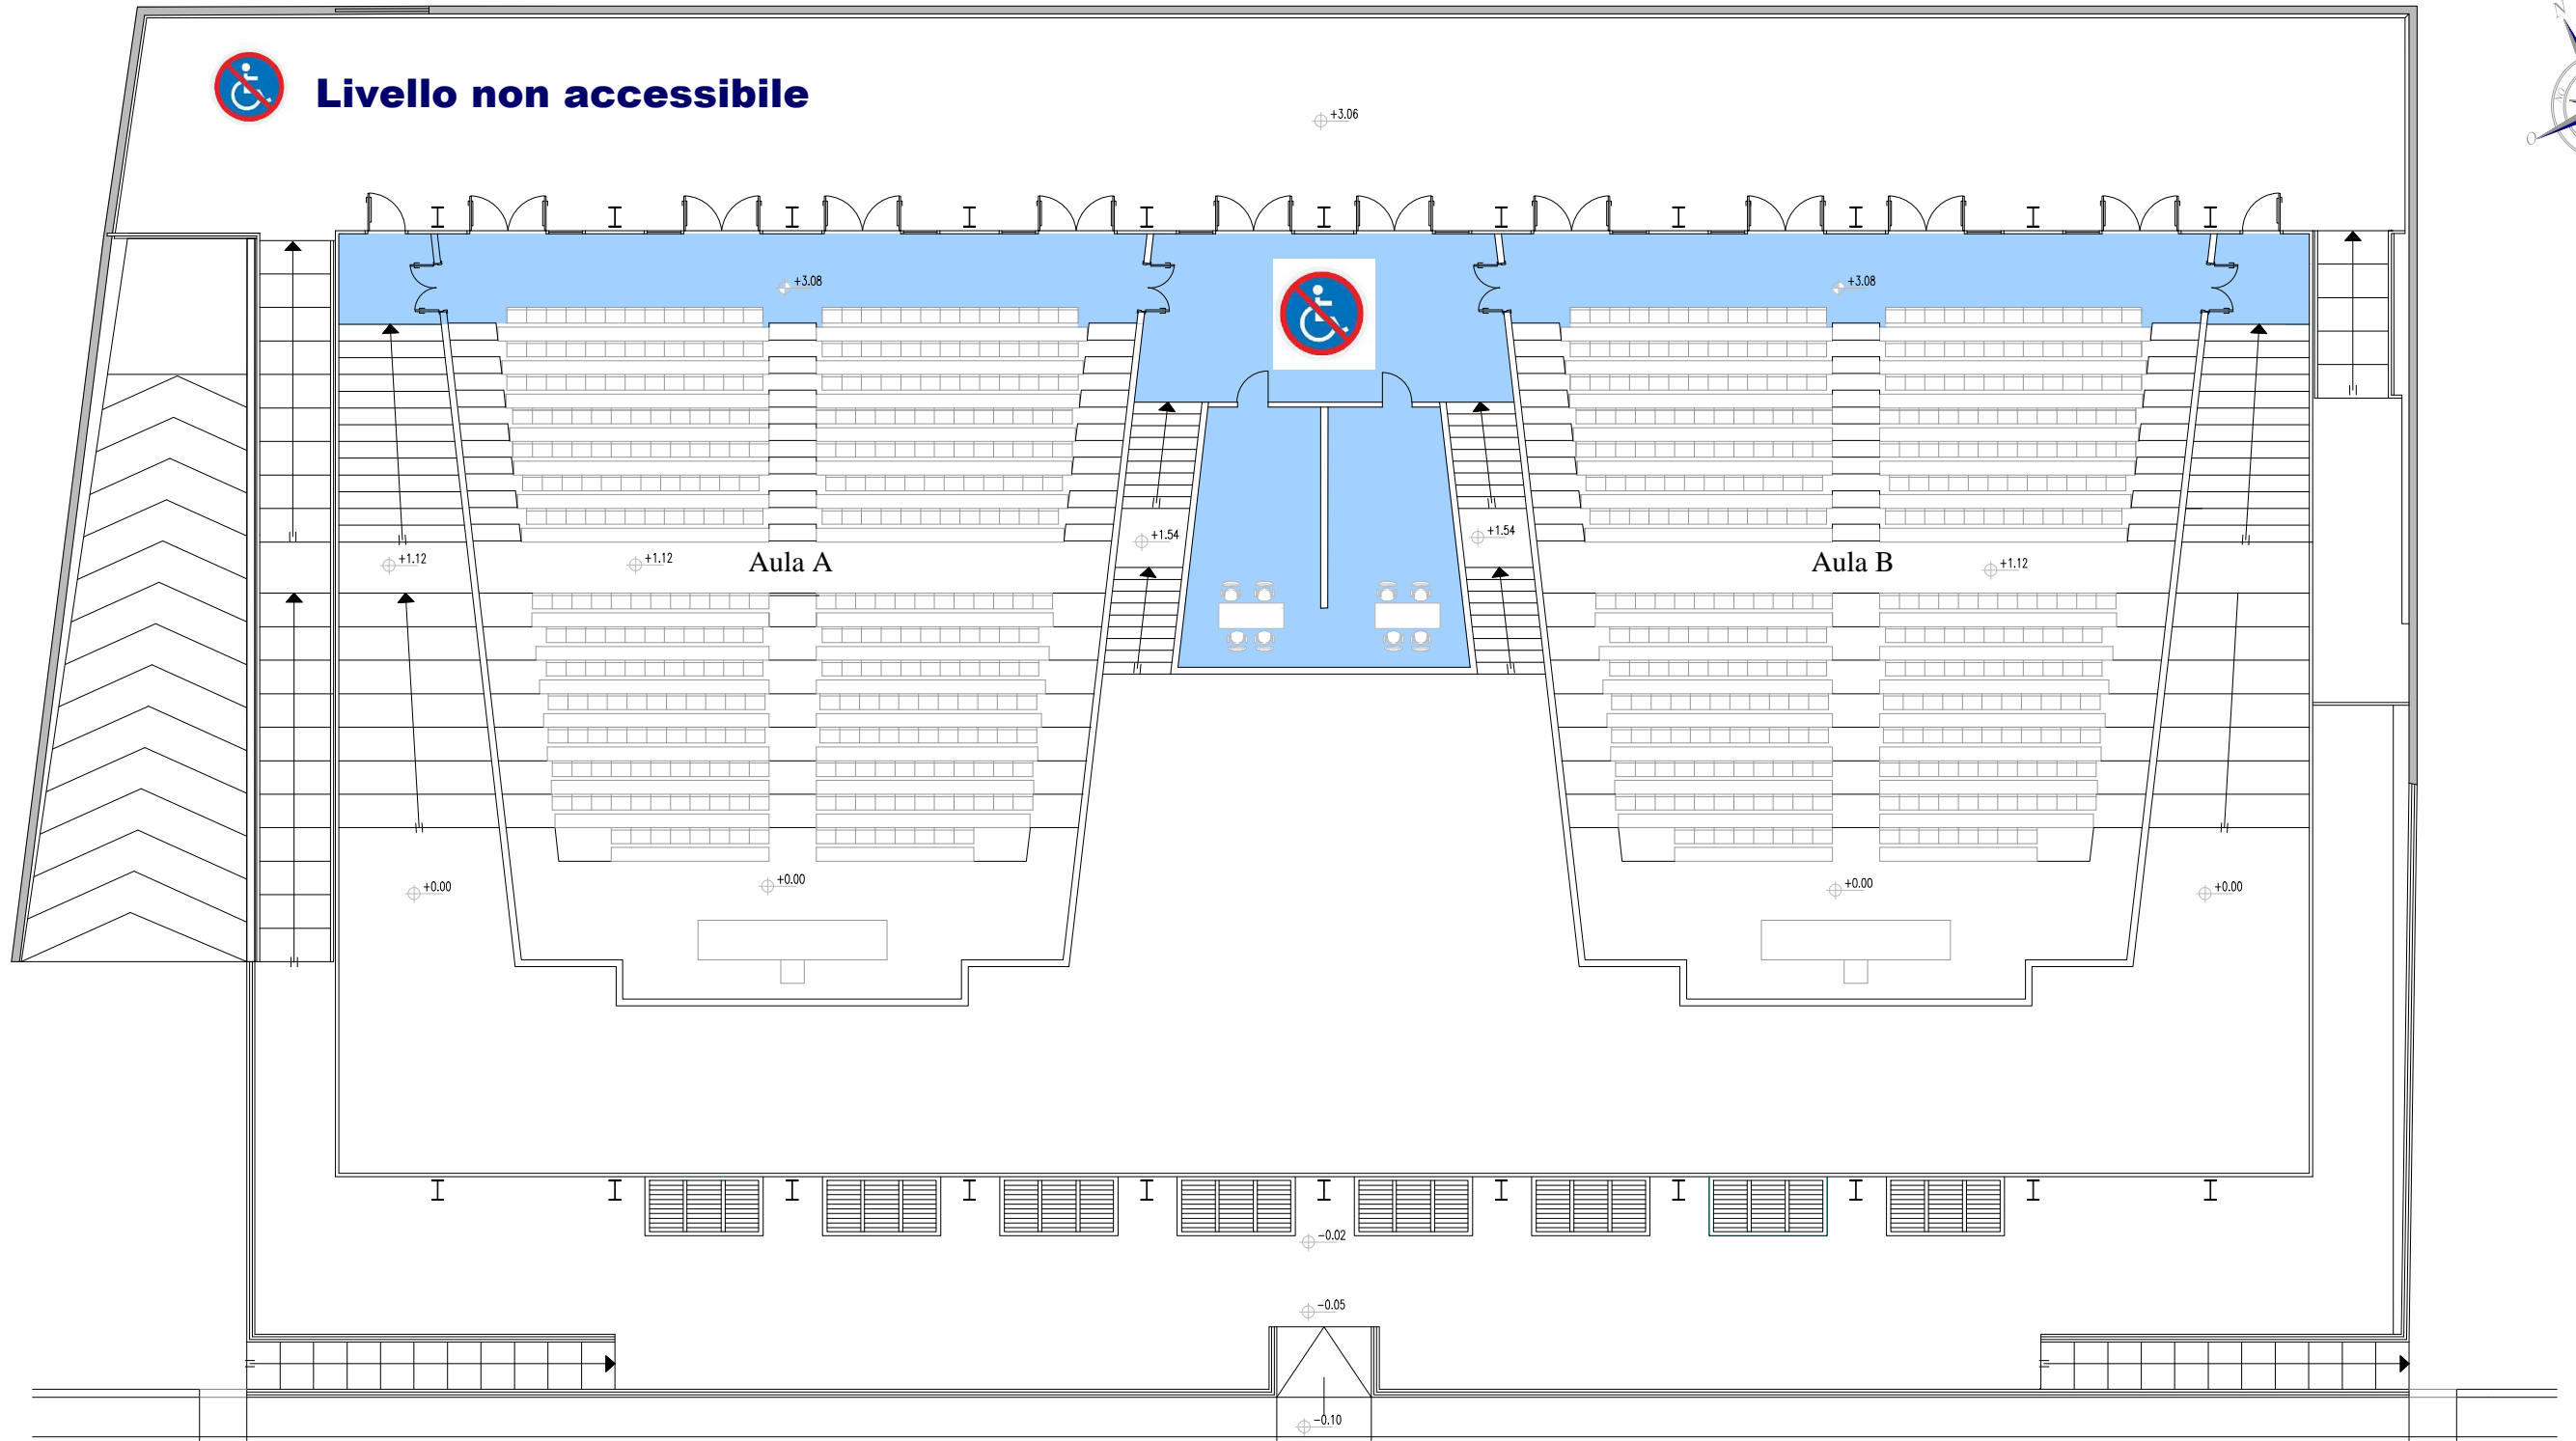 N
Livello non accessibile
+3.06
NO
O
+3.08
+3.08
+1.54
+1.54
+1.12
+1.12
Aula A
Aula B
+1.12
+0.00
+0.00
+0.00
+0.00
-0.02
-0.05
-0.10